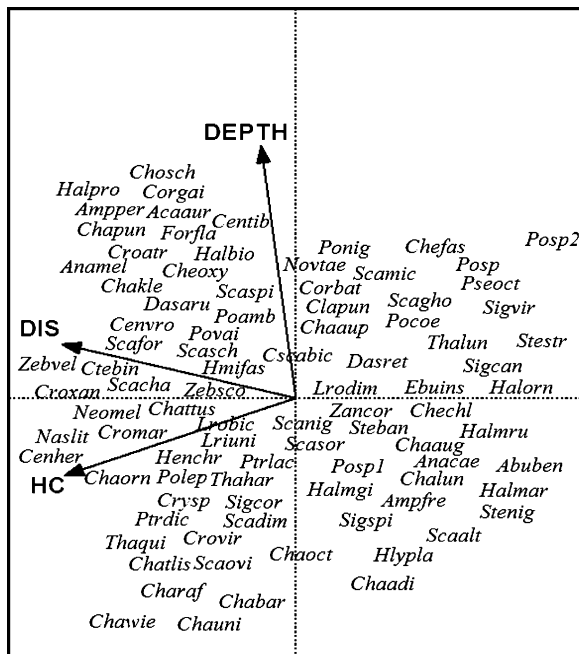 DEPTH
Chosch
Halpro
Corgai
Ampper
Acaaur
Centib
Chapun
Forfla
Posp2
Croatr
Halbio
Ponig
Chefas
Anamel
Cheoxy
Novtae
Scamic
Posp
Chakle
Scaspi
Corbat
Pseoct
Dasaru
Poamb
Clapun
Scagho
Sigvir
DIS
Cenvro
Povai
Chaaup
Pocoe
Scafor
Scasch
Cscabic
Thalun
Stestr
Zebvel
Ctebin
Hmifas
Dasret
Sigcan
Croxan
Scacha
Zebsco
Lrodim
Ebuins
Halorn
Neomel
Chattus
Zancor
Chechl
Naslit
Cromar
Lrobic
Scanig
Steban
Halmru
Cenher
Lriuni
Scasor
Chaaug
HC
Chaorn
Henchr
Ptrlac
Posp1
Anacae
Abuben
Polep
Thahar
Halmgi
Chalun
Halmar
Crysp
Sigcor
Ampfre
Stenig
Ptrdic
Scadim
Sigspi
Scaalt
Thaqui
Crovir
Chaoct
Hlypla
Chatlis
Scaovi
Chaadi
Charaf
Chabar
Chawie
Chauni